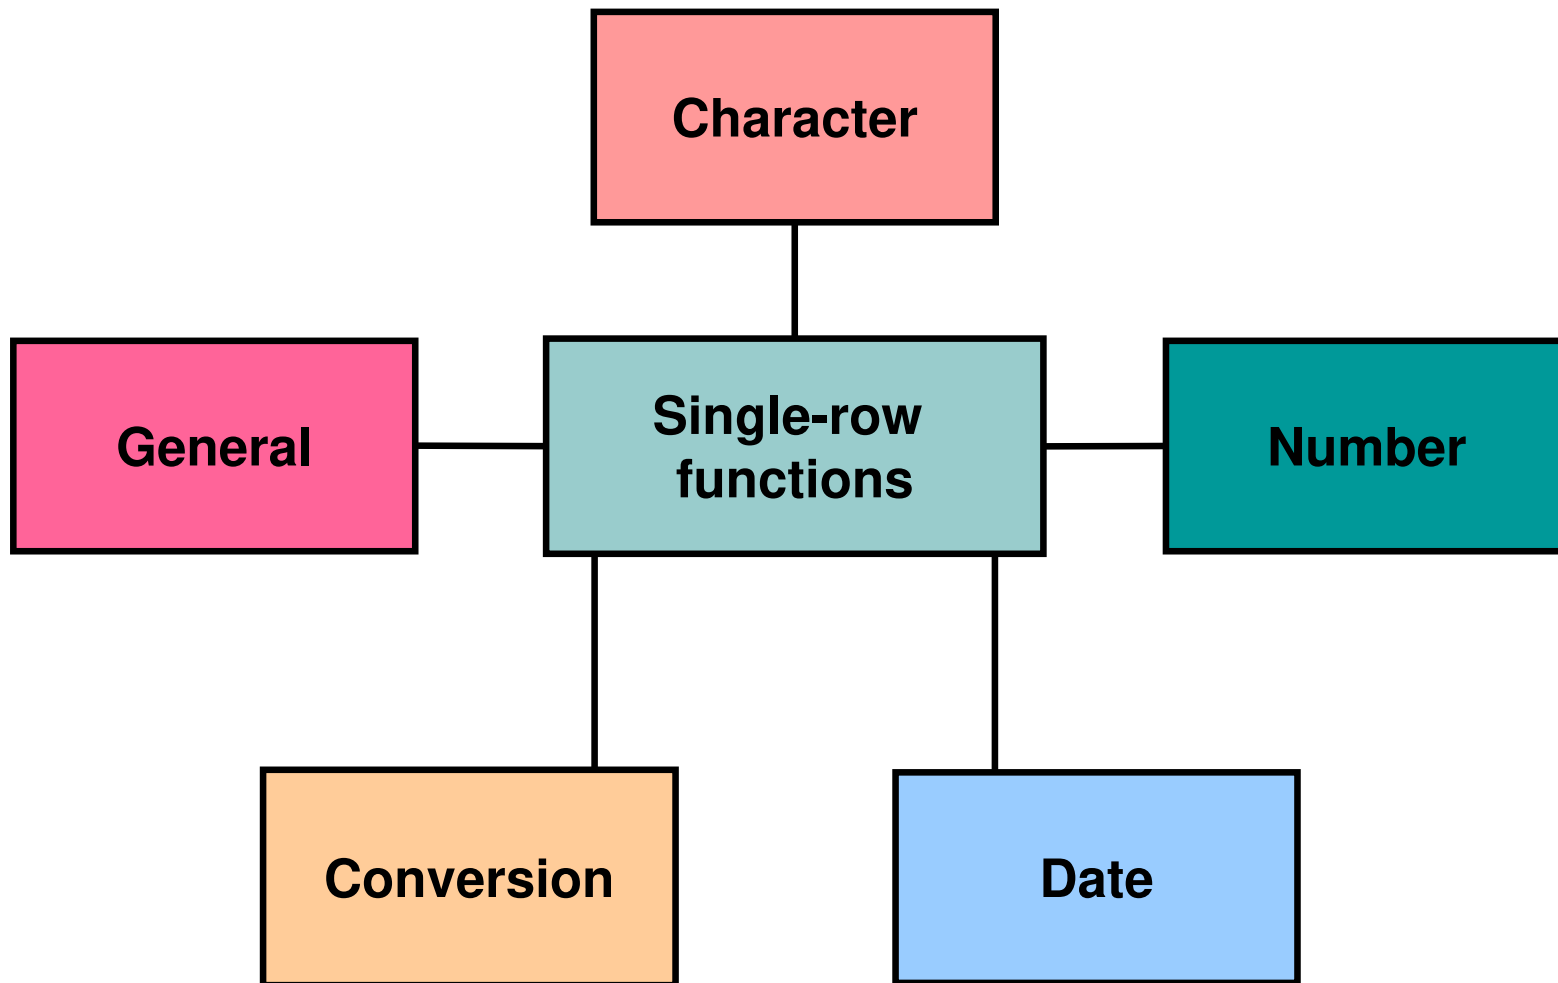 Character
General
Single-row
functions
Number
Conversion
Date